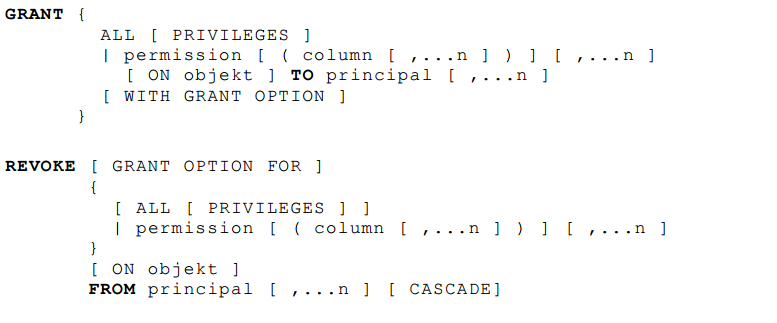 GRANT {
ALL [ PRIVILEGES ]
| permission [ ( column [ ,...n ] ) ] [ ,...n ]
[ ON objekt ] TO principal [ ,...n ]
[ WITH GRANT OPTION ]
}
REVOKE [ GRANT OPTION FOR ]
{
[ ALL [ PRIVILEGES ] ]
| permission [ ( column [ ,...n ] ) ] [ ,...n ]
}
[ ON objekt ]
FROM principal [ ,...n ] [ CASCADE]